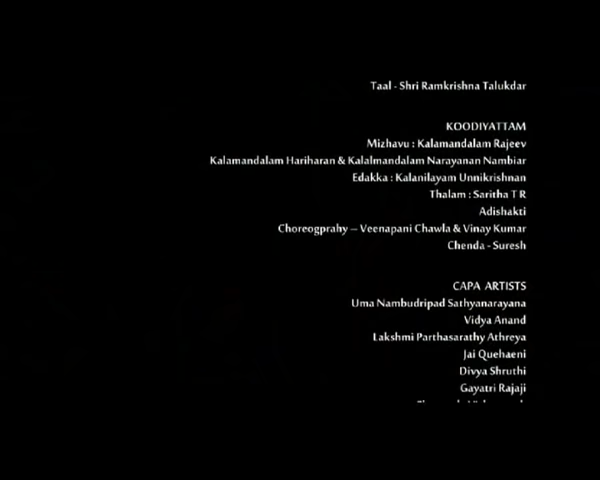 Taal - Shri Ramkrishna Talukdar
KOODIYATTAM
Mizhavu : Kalamandalam Rajeev
Kalamandalam Hariharan & Kalalmandalam Narayanan Nambiar
Edakka : Kalanilayam Unnikrishnan
Thalam : Saritha T R
Adishakti
Choreogprahy – Veenapani Chawla & Vinay Kumar
Chenda - Suresh
CAPA ARTISTS
Uma Nambudripad Sathyanarayana
Vidya Anand
Lakshmi Parthasarathy Athreya
Jai Quehaeni
Divya Shruthi
Gayatri Rajaji